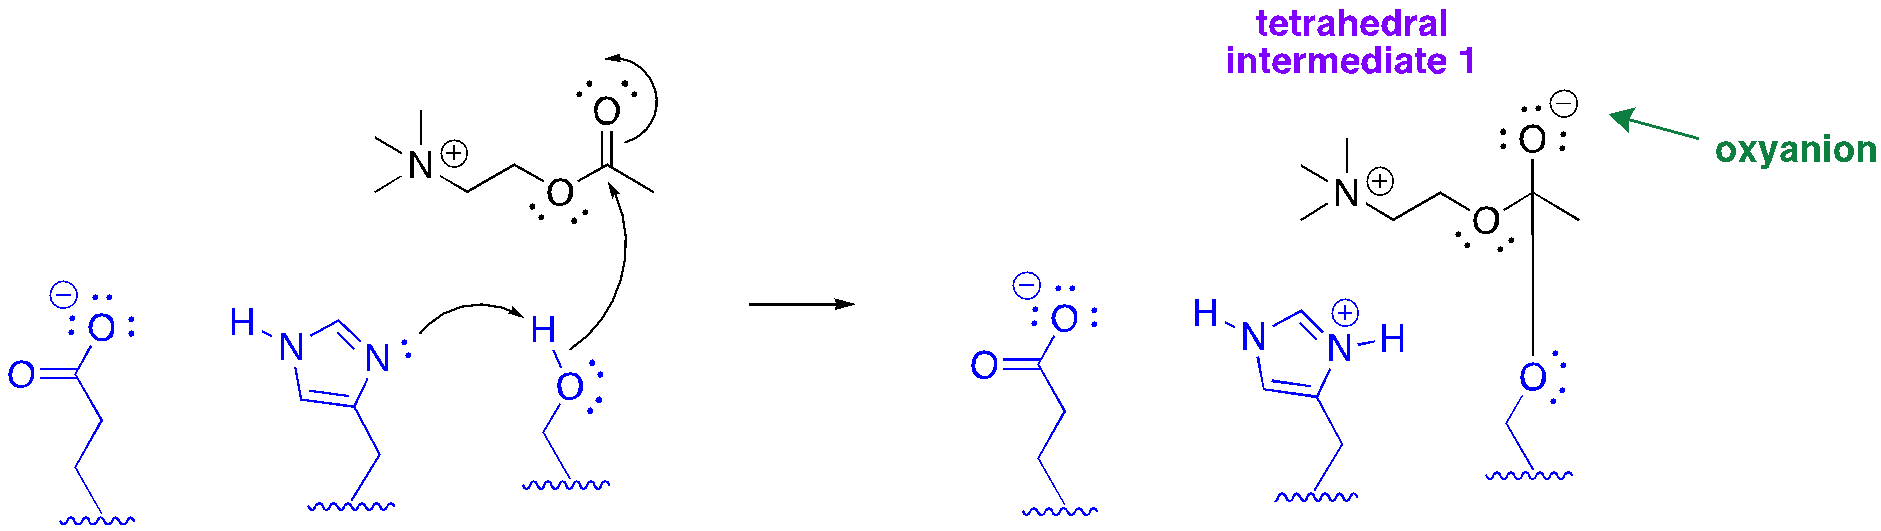 tetrahedral
intermediate 1
oxyanion
O
O
N
+
O
N
+
O
−
O
O
H
N
N
H
O
−
O
O
H
N
N
+
H
O